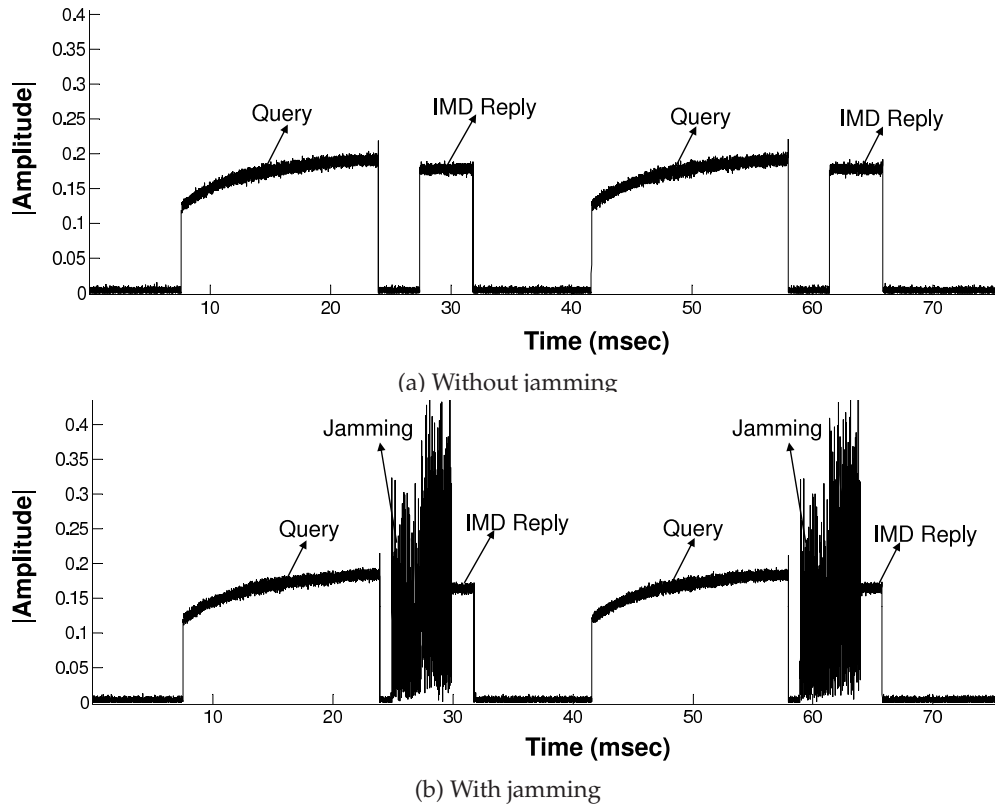 0.4
0.35
0.3
0.25
0.2
0.15
0.1
0.05
0
|Amplitude|
Query
IMD Reply
Query
IMD Reply
10 20 30 40 50 60 70
Time (msec)
(a) Without jamming
0.4
0.35
0.3
0.25
0.2
0.15
0.1
0.05
0
|Amplitude|
Jamming
Query
IMD Reply
Jamming
Query
IMD Reply
10 20 30 40 50 60 70
Time (msec)
(b) With jamming